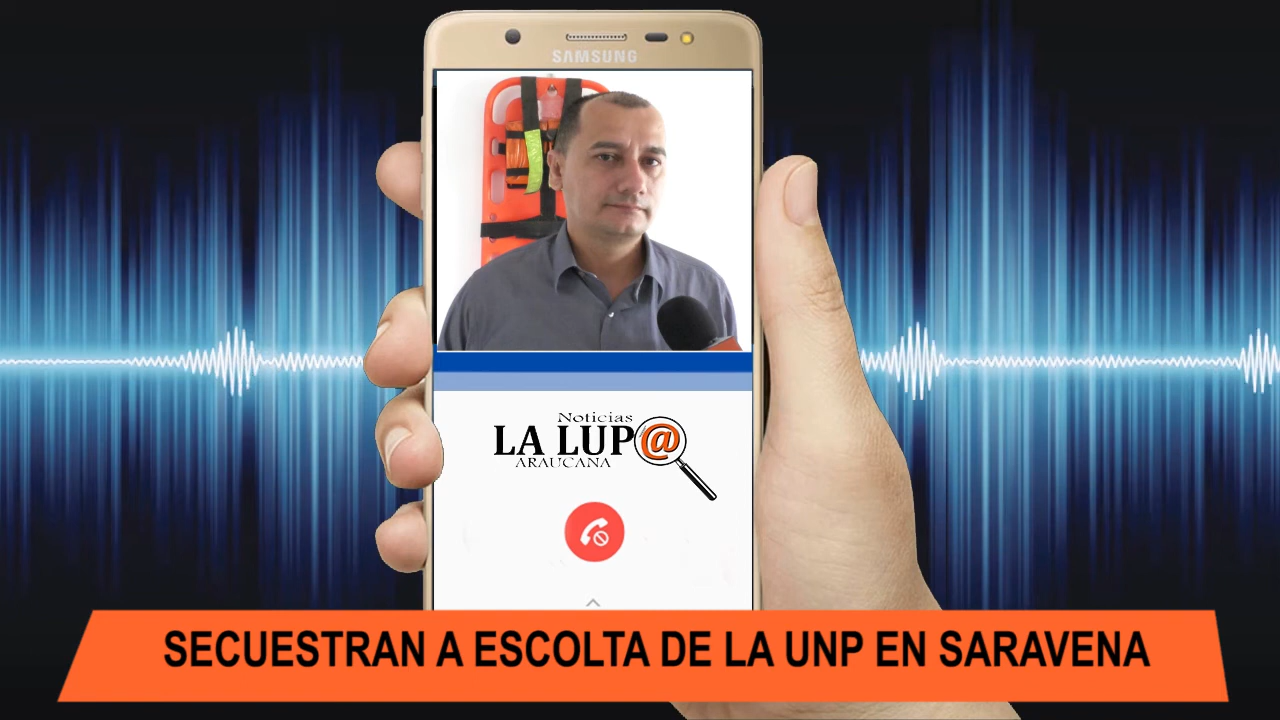 SAMSUNG
Noticias
LA LUP@
ARAUCANA
SECUESTRAN A ESCOLTA DE LA UNP EN SARAVENA